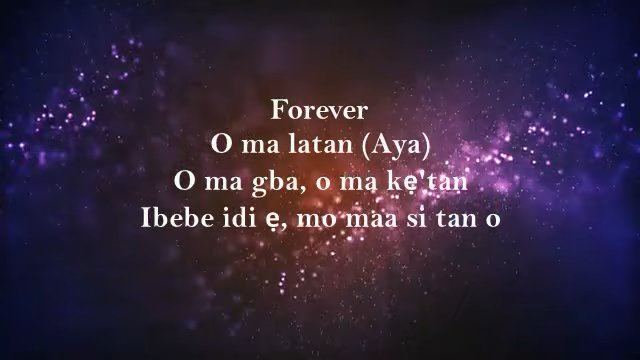 Forever
O ma latan (Aya)
O ma gba, o ma kẹ'tan
Ibebe idi ẹ, mo maa si tan o